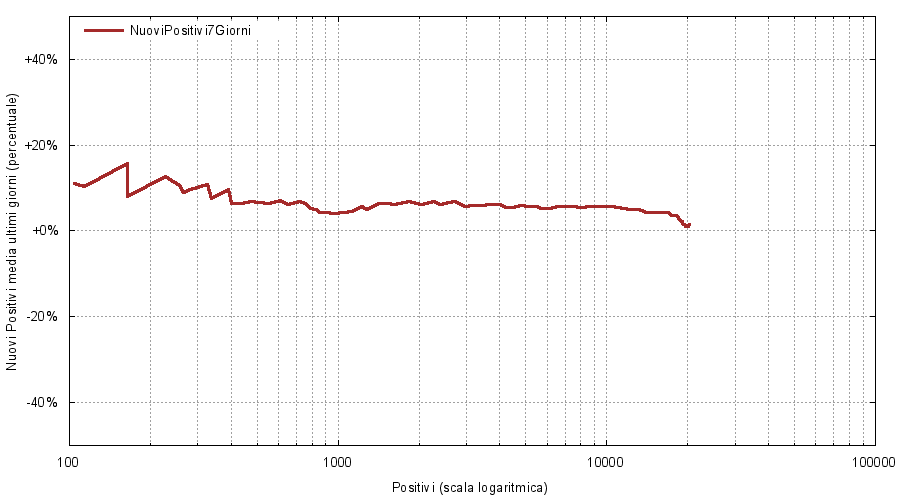 NuoviPositivi7Giorni
+40%
+20%
+0%
-20%
-40%
Nuovi Positivi media ultimi giorni (percentuale)
100 1000 10000 100000
Positivi (scala logaritmica)